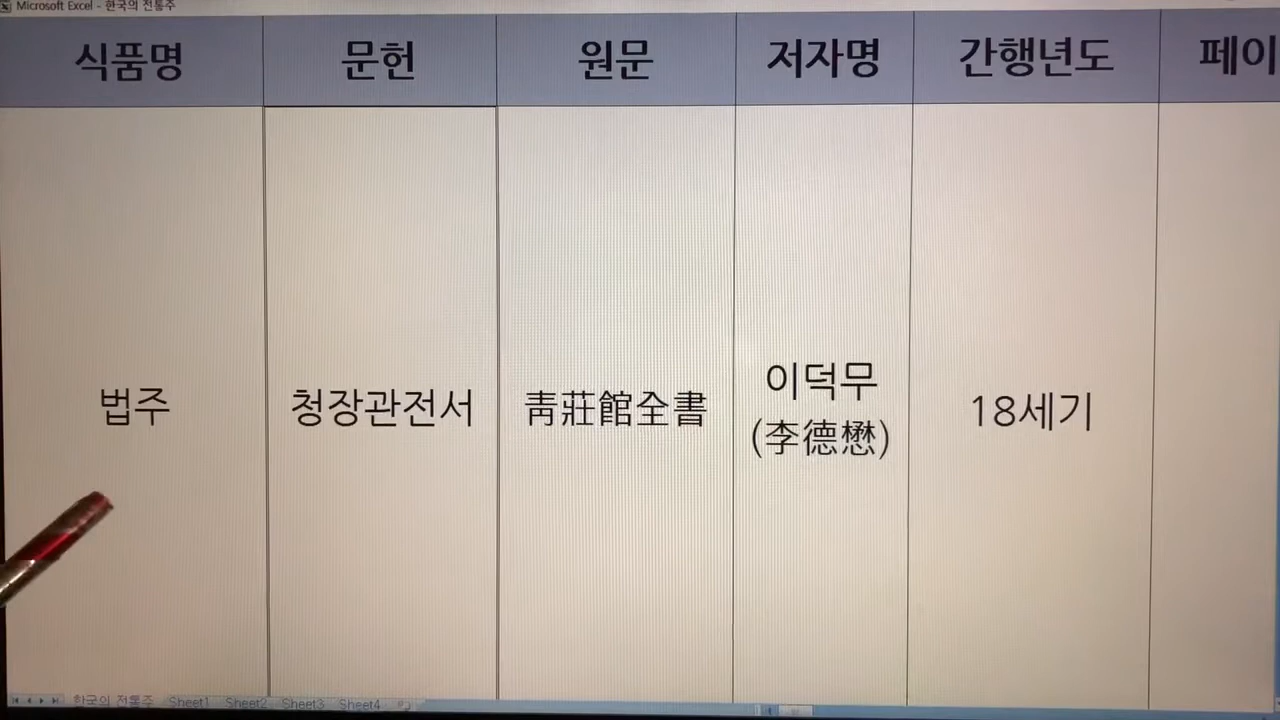 Microsoft Excel - 한국의 전통주
식품명 문헌 원문 저자명 간행년도 페이
법주 청장관전서 靑莊館全書 이덕무 18세기
(李德懋)
한국의 전통주 Sheet1 Sheet2 Sheet3 Sheet4